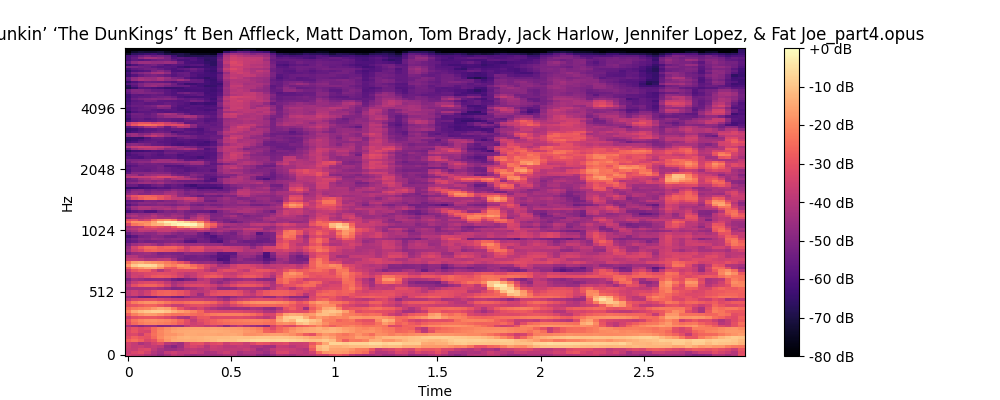 unkin’ ‘The DunKings’ ft Ben Affleck, Matt Damon, Tom Brady, Jack Harlow, Jennifer Lopez, & Fat Joe_part4.opus
+0 dB
-10 dB
-20 dB
-30 dB
-40 dB
-50 dB
-60 dB
-70 dB
-80 dB
Hz
4096
2048
1024
512
0
0
0.5
1
1.5
2
2.5
Time